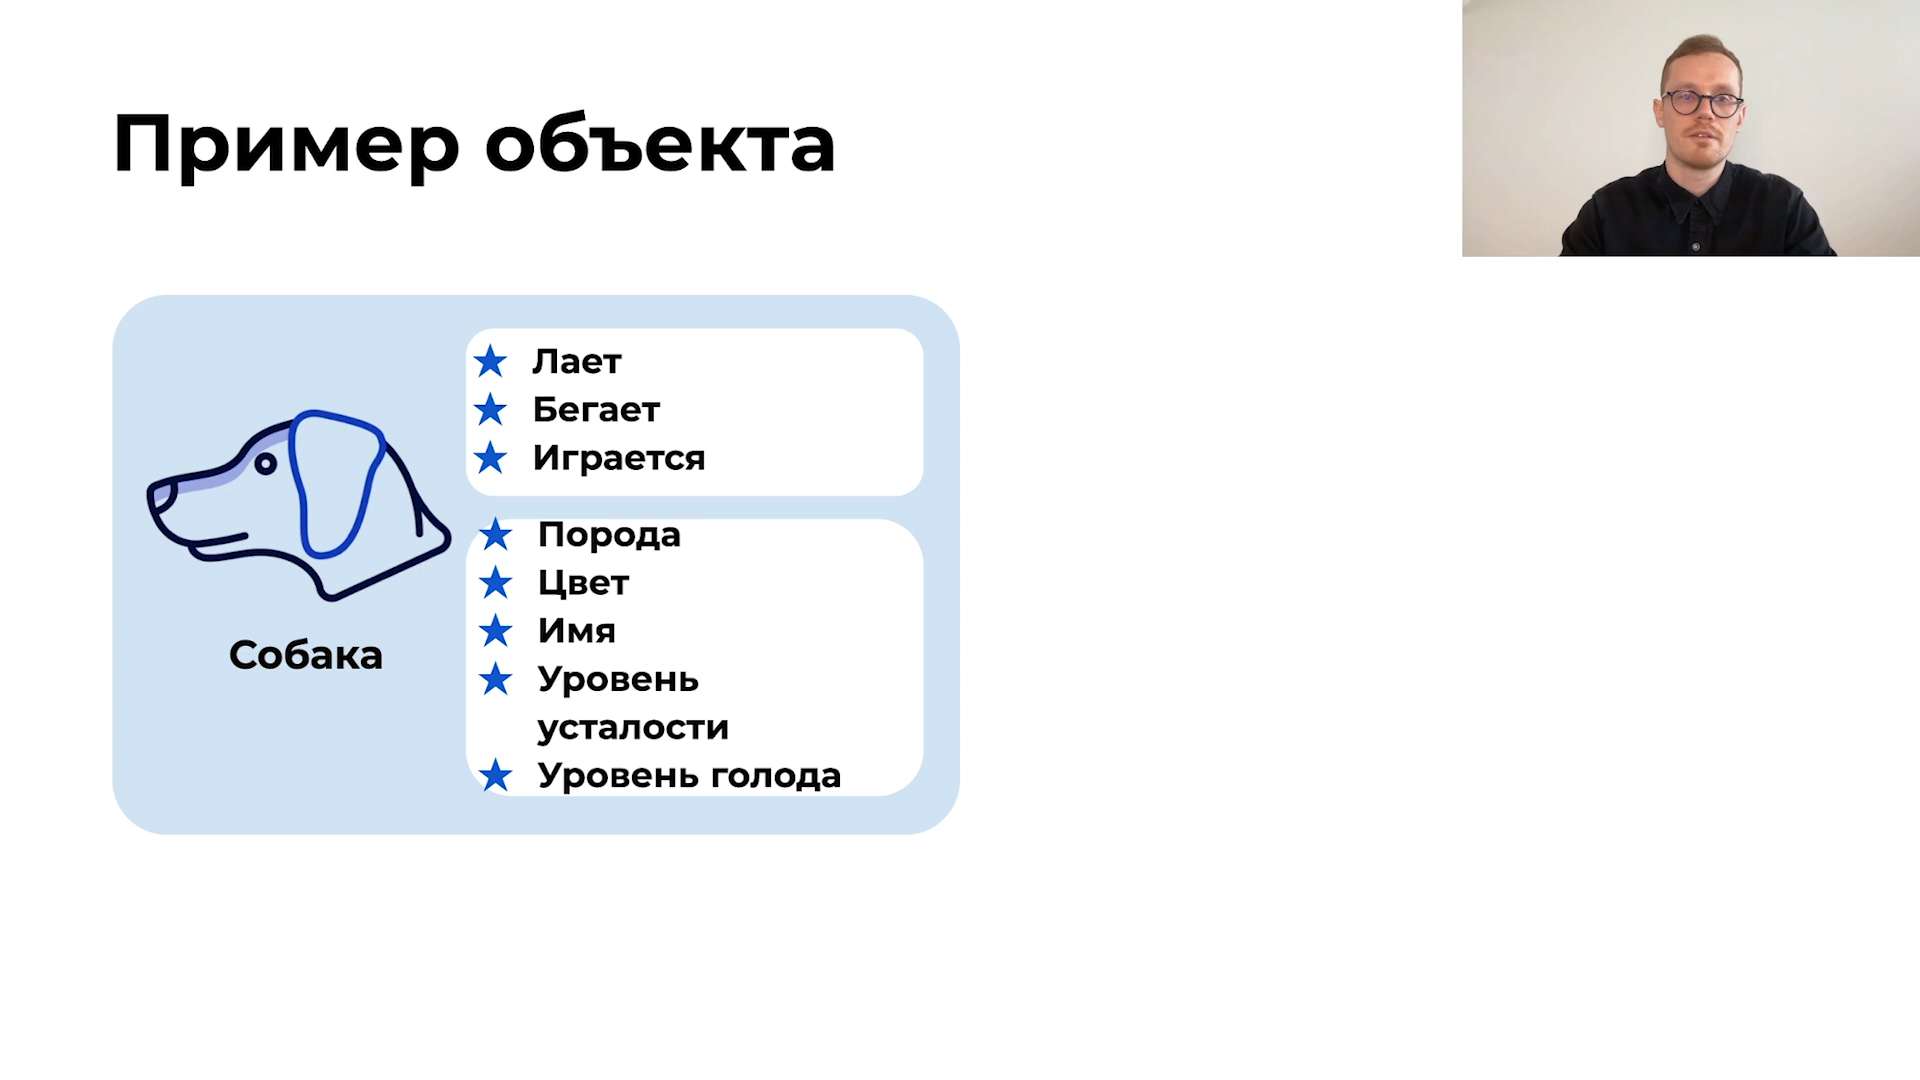 Пример объекта
Лает
Бегает
Играется
Порода
Цвет
Имя
Уровень
усталости
Уровень голода
Собака